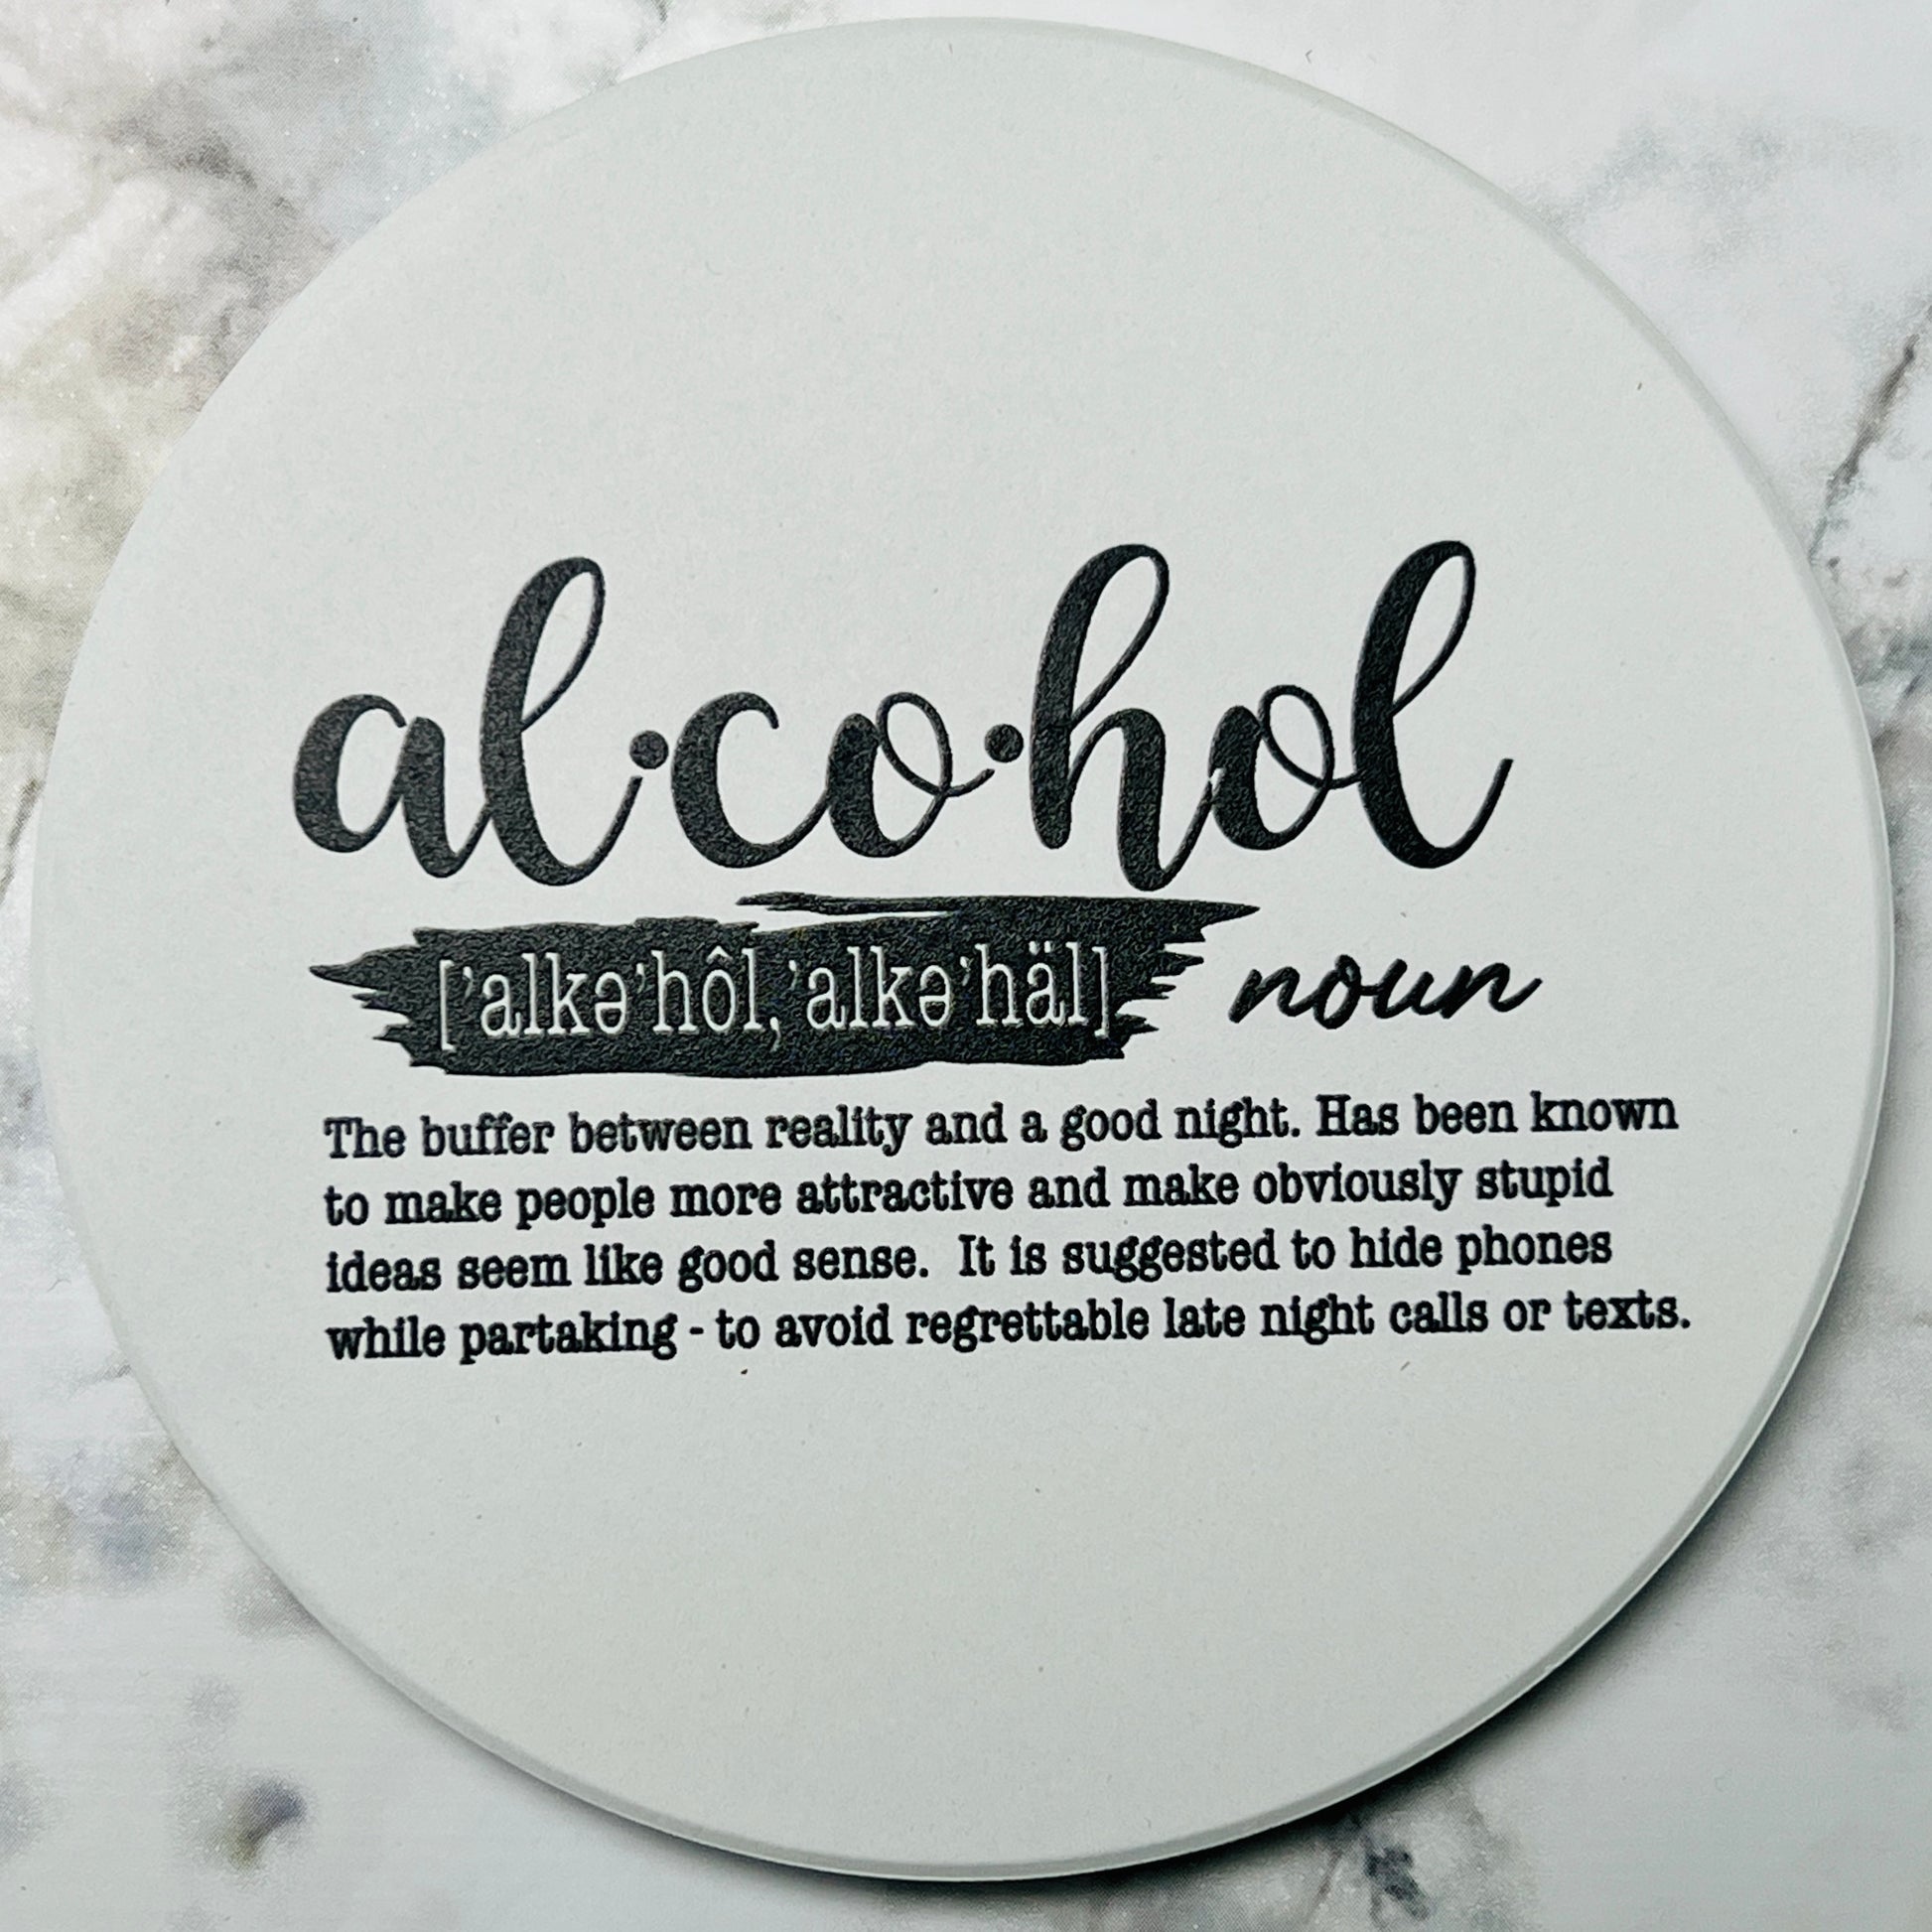 al·co·hol
[’alkə’hôl,’alkə’häl] noun
The buffer between reality and a good night. Has been known
to make people more attractive and make obviously stupid
ideas seem like good sense. It is suggested to hide phones
while partaking - to avoid regrettable late night calls or texts.